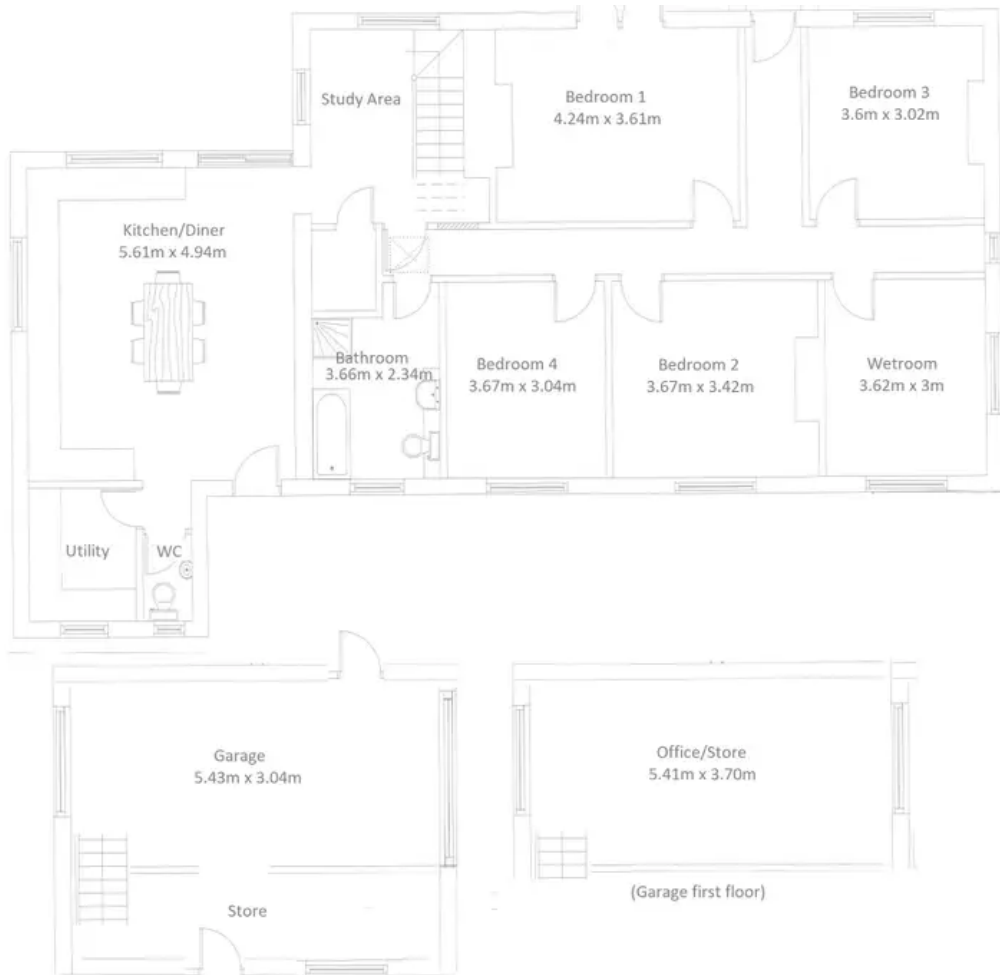 Study Area
Bedroom 1
4.24m x 3.61m
Bedroom 3
3.6m x 3.02m
Kitchen/Diner
5.61m x 4.94m
Bathroom
3.66m x 2.34m
Bedroom 4
3.67m x 3.04m
Bedroom 2
3.67m x 3.42m
Wetroom
3.62m x 3m
Utility
WC
Garage
5.43m x 3.04m
Office/Store
5.41m x 3.70m
(Garage first floor)
Store